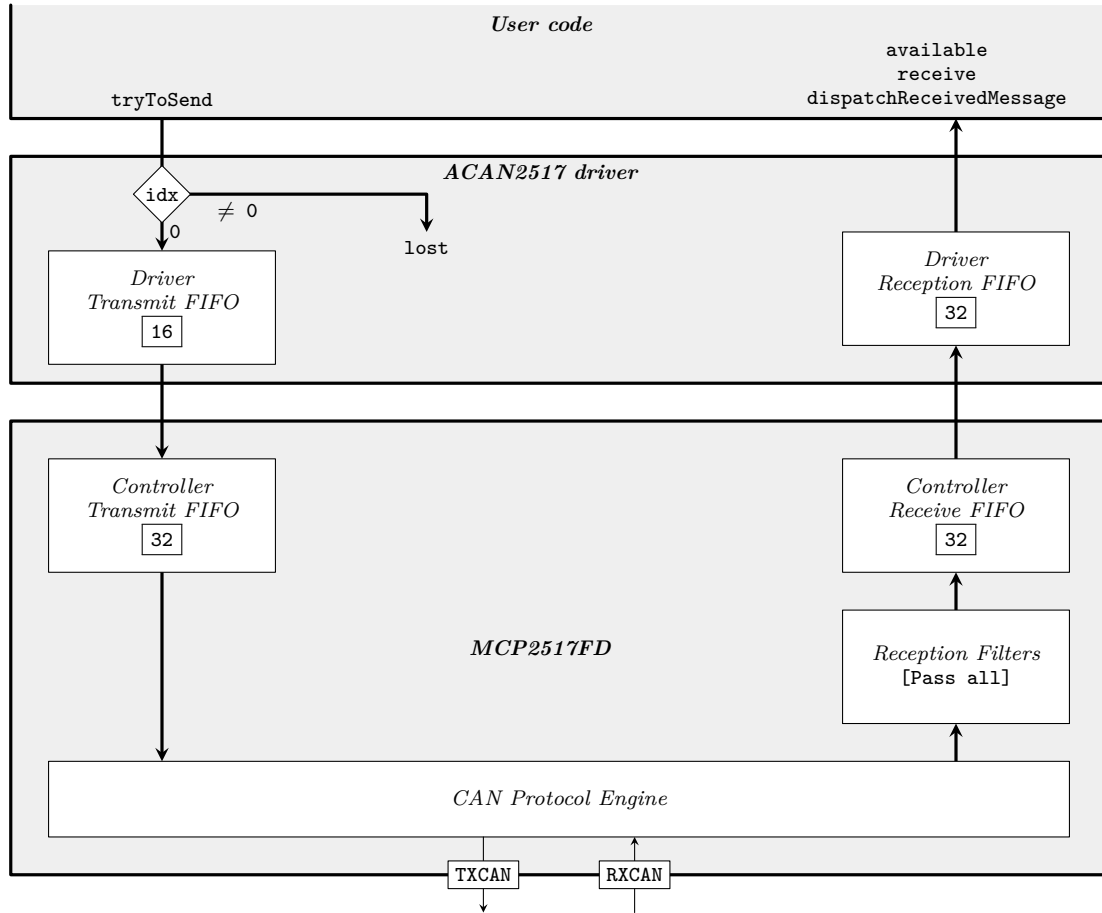 User code
available
receive
tryToSend
dispatchReceivedMessage
ACAN2517 driver
idx
≠ 0
0
lost
Driver
Transmit FIFO
16
Driver
Reception FIFO
32
Controller
Transmit FIFO
32
Controller
Receive FIFO
32
MCP2517FD
Reception Filters
[Pass all]
CAN Protocol Engine
TXCAN
RXCAN